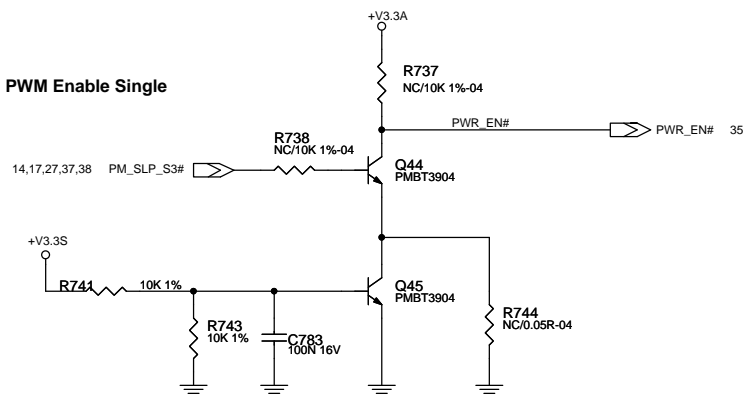 +V3.3A
R737
NC/10K 1%-04
PWM Enable Single
PWR_EN#
PWR_EN# 35
R738
NC/10K 1%-04
14,17,27,37,38 PM_SLP_S3#
Q44
PMBT3904
+V3.3S
R741 10K 1%
Q45
PMBT3904
R743
10K 1%
C783
100N 16V
R744
NC/0.05R-04